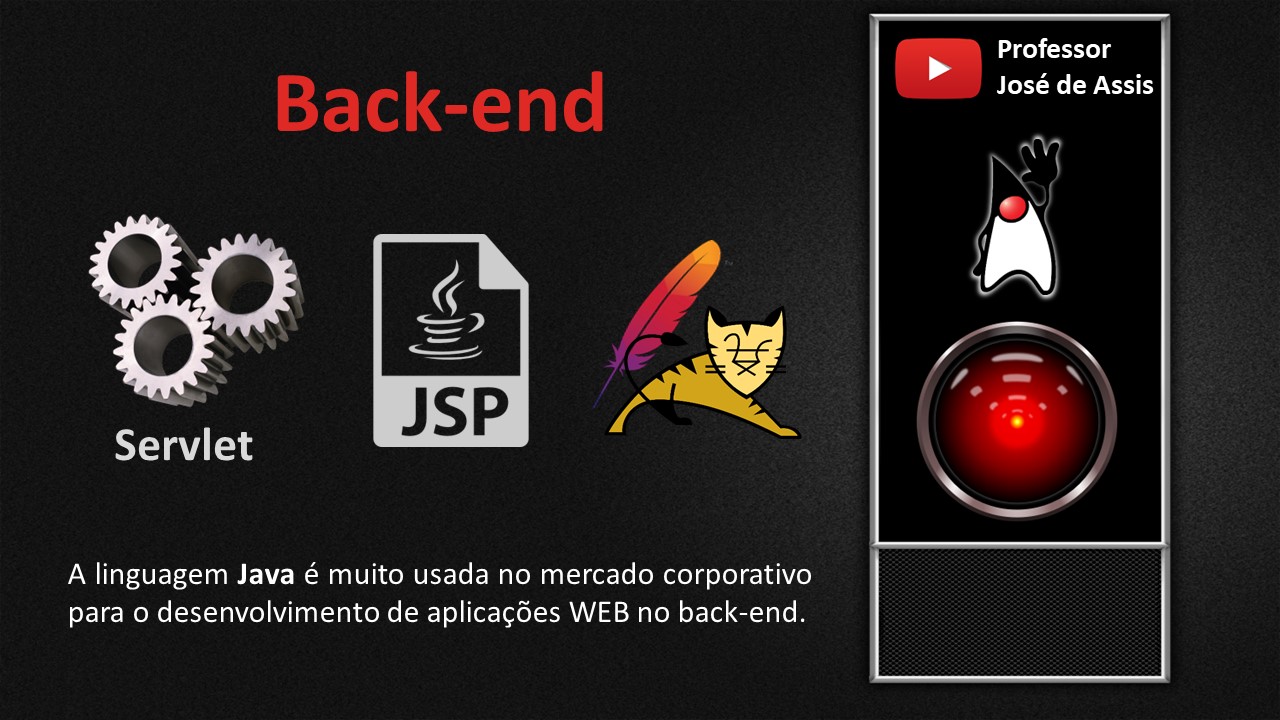 Back-end
Professor
José de Assis
JSP
Servlet
A linguagem Java é muito usada no mercado corporativo
para o desenvolvimento de aplicações WEB no back-end.